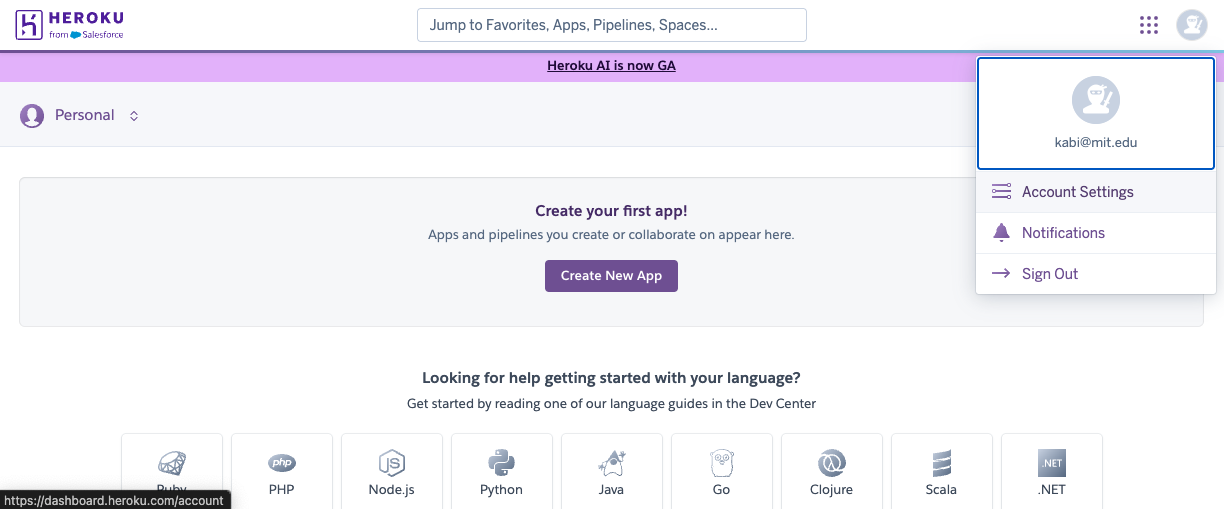 HEROKU
from Salesforce
Jump to Favorites, Apps, Pipelines, Spaces...
Heroku AI is now GA
Personal
kabi@mit.edu
Account Settings
Notifications
Sign Out
Create your first app!
Apps and pipelines you create or collaborate on appear here.
Create New App
Looking for help getting started with your language?
Get started by reading one of our language guides in the Dev Center
php
JS
.NET
Ruby
PHP
Node.js
Python
Java
Go
Clojure
Scala
.NET
https://dashboard.heroku.com/account